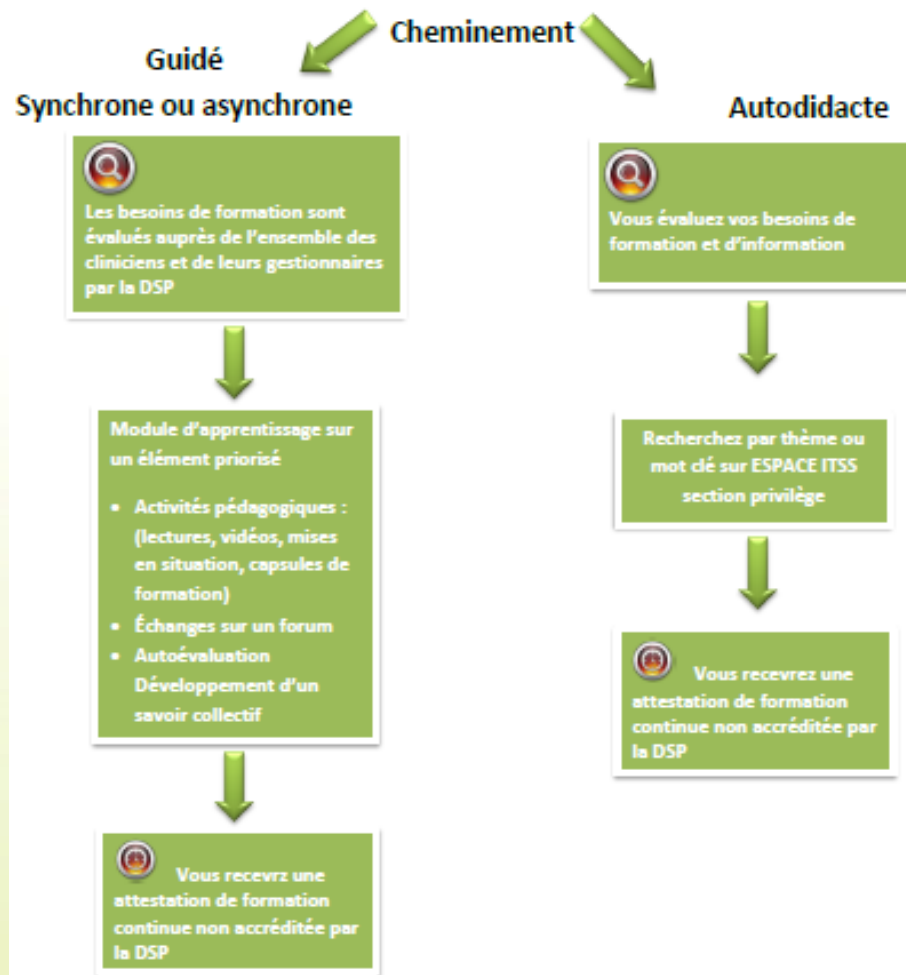 Cheminement
Guidé
Synchrone ou asynchrone
Les besoins de formation sont
évalués auprès de l'ensemble des
cliniciens et de leurs gestionnaires
par la DSP
Module d'apprentissage sur
un élément priorisé
• Activités pédagogiques :
(lectures, vidéos, mises
en situation, capsules de
formation)
• Échanges sur un forum
• Autoévaluation
Développement d'un
savoir collectif
Vous recevrz une
attestation de formation
continue non accréditée par
la DSP
Autodidacte
Vous évaluez vos besoins de
formation et d'information
Recherchez par thème ou
mot clé sur ESPACE ITSS
section privilège
Vous recevrez une
attestation de formation
continue non accréditée par
la DSP